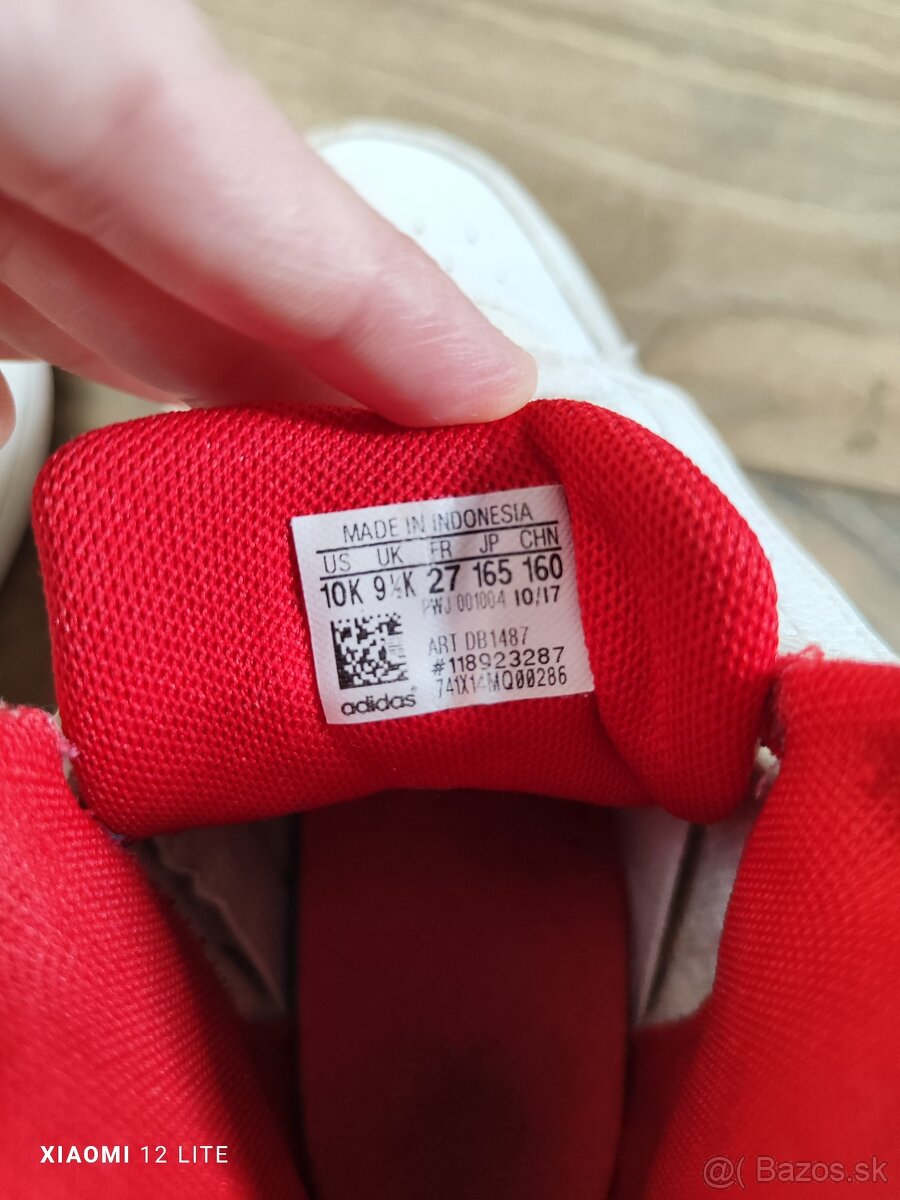 MADE IN INDONESIA
US UK FR JP CHN
10K 9½K 27 165 160
PWJ 001004 10/17
ART DB1487
#118923287
741X14MQ00286
adidas
XIAOMI 12 LITE
@( Bazos.sk